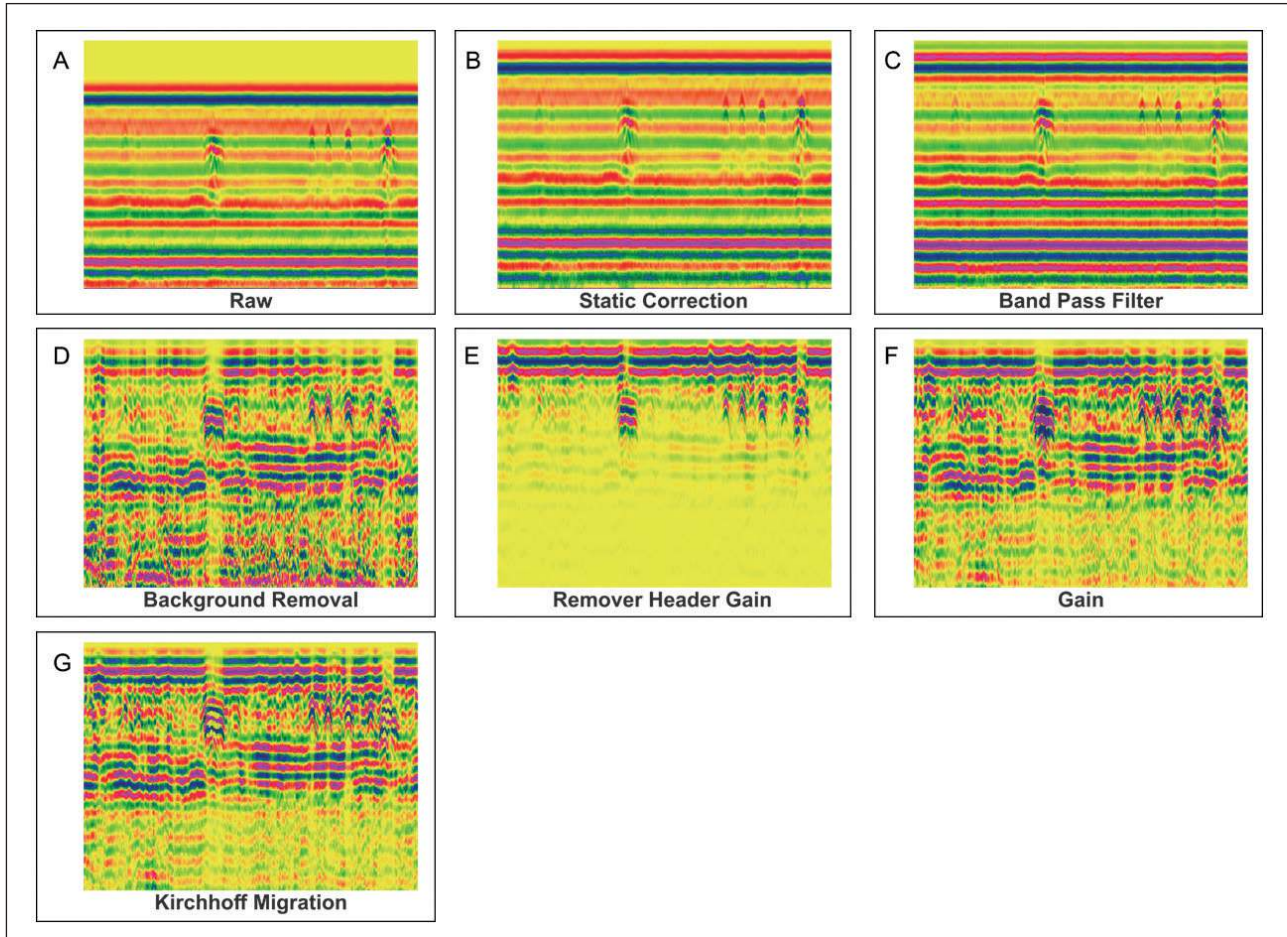 A
Raw
B
Static Correction
C
Band Pass Filter
D
Background Removal
E
Remover Header Gain
F
Gain
G
Kirchhoff Migration